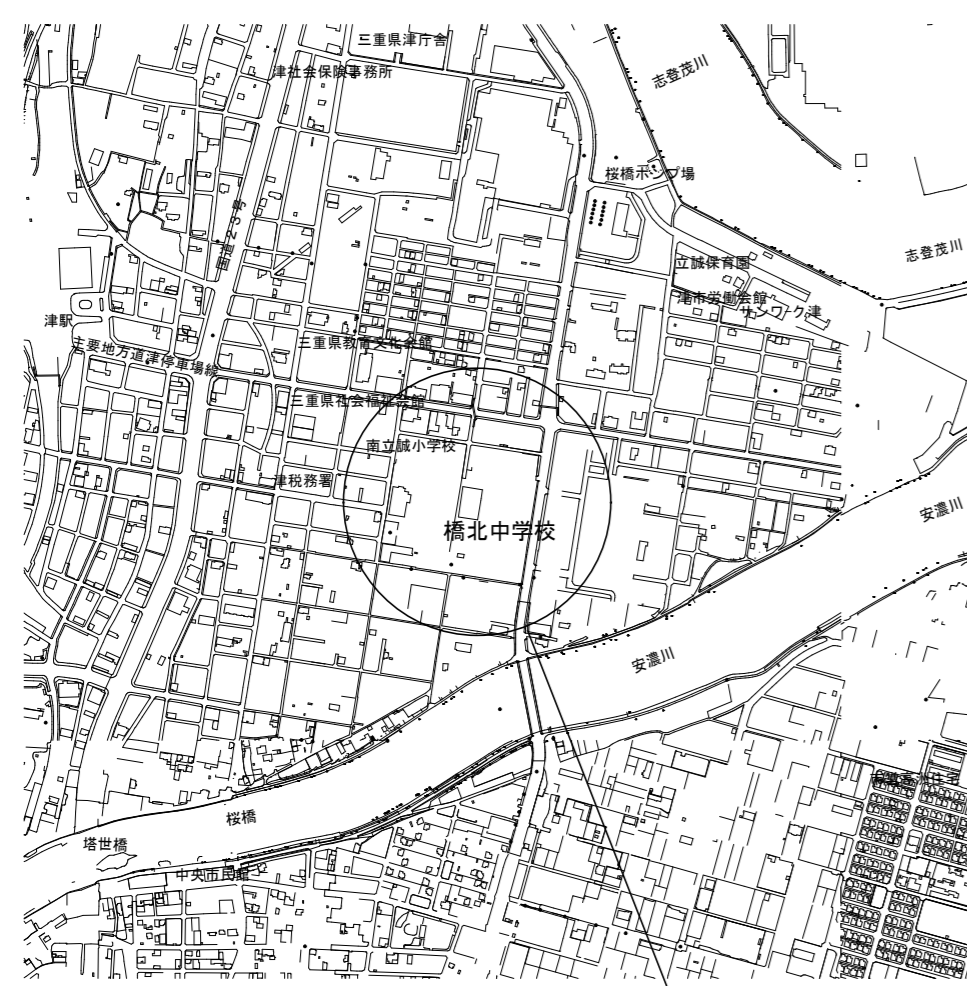 三重県津庁舎
津社会保険事務所
志登茂川
桜橋ポンプ場
国道23号
志登茂川
立誠保育園
津市労働会館
サンワーク津
津駅
三重県教育文化会館
主要地方道津停車場線
三重県社会福祉会館
南立誠小学校
津税務署
安濃川
橋北中学校
安濃川
桜橋
塔世橋
中央市民館